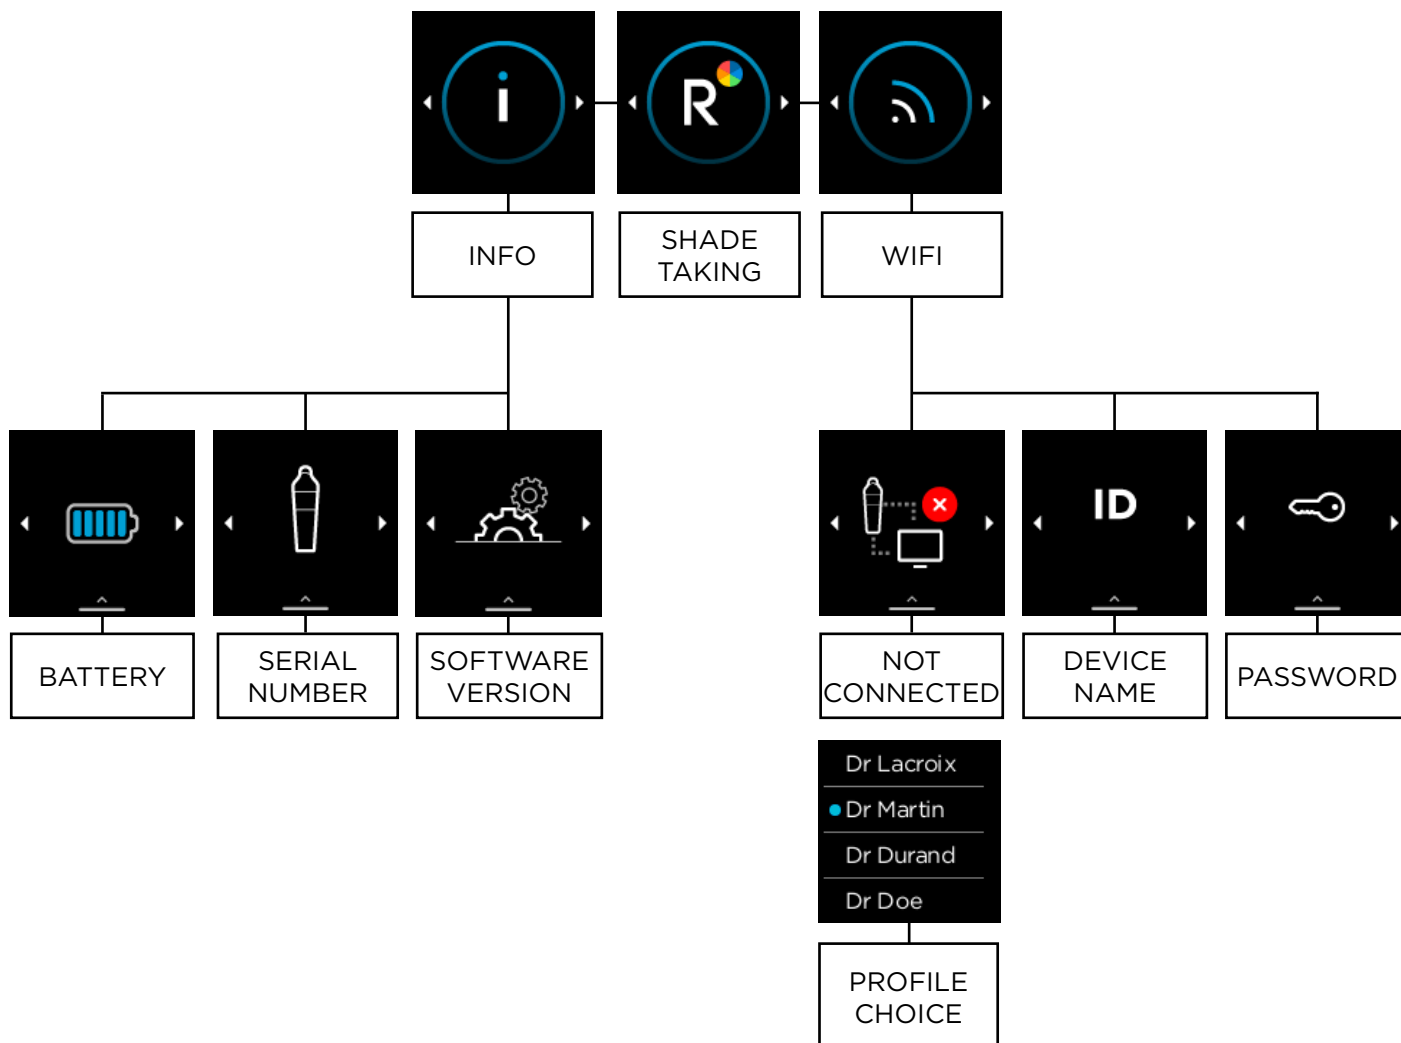 i
R
INFO
SHADE
TAKING
WIFI
ID
BATTERY
SERIAL
NUMBER
SOFTWARE
VERSION
NOT
CONNECTED
DEVICE
NAME
PASSWORD
Dr Lacroix
Dr Martin
Dr Durand
Dr Doe
PROFILE
CHOICE